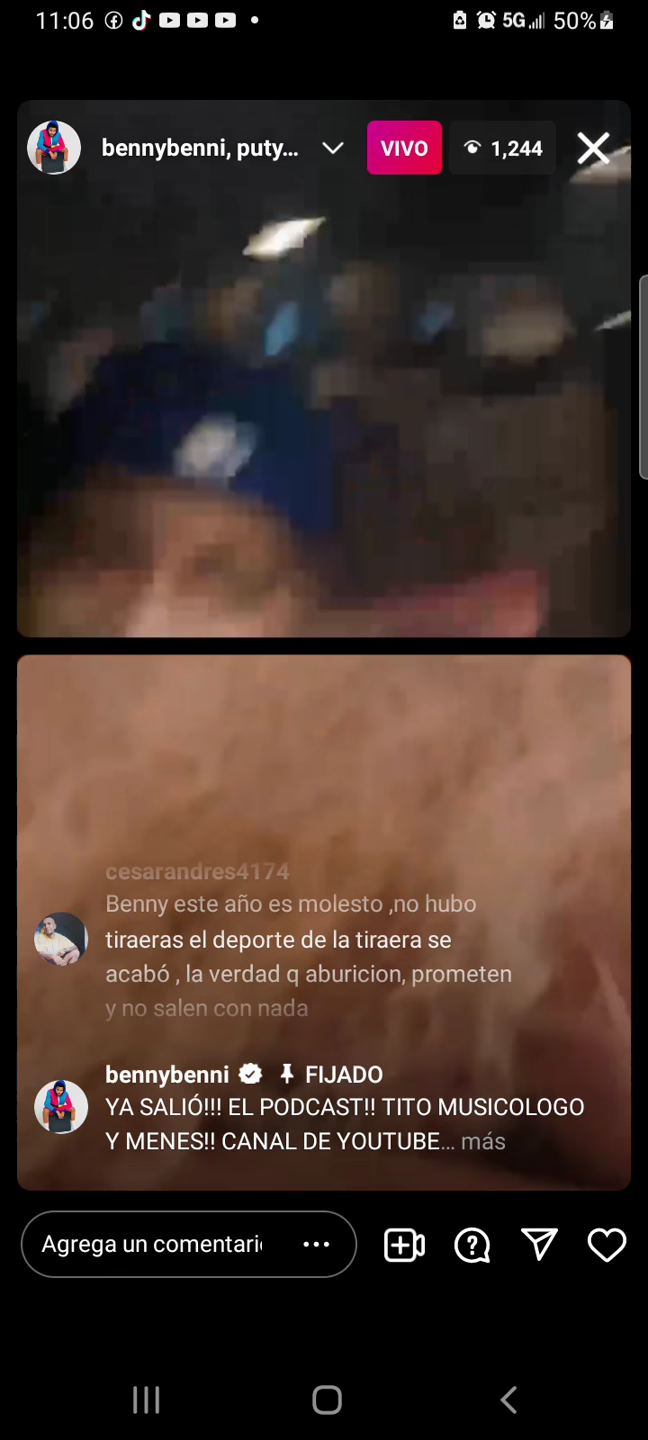 11:06 5G 50%
bennybenni, puty... VIVO 1,244
cesarandres4174
Benny este año es molesto ,no hubo
tiraeras el deporte de la tiraera se
acabó , la verdad q aburicion, prometen
y no salen con nada
bennybenni FIJADO
YA SALIÓ!!! EL PODCAST!! TITO MUSICOLOGO
Y MENES!! CANAL DE YOUTUBE... más
Agrega un comentari